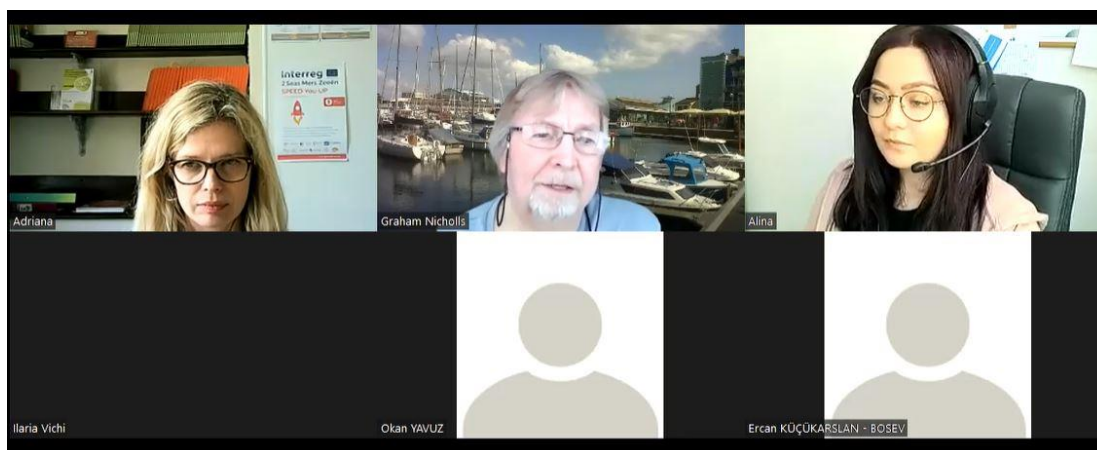 Interreg
2 Seas Mers Zeeën
SPEED You UP
Adriana
Graham Nicholls
Alina
Ilaria Vichi
Okan YAVUZ
Ercan KÜÇÜKARSLAN - BOSEV